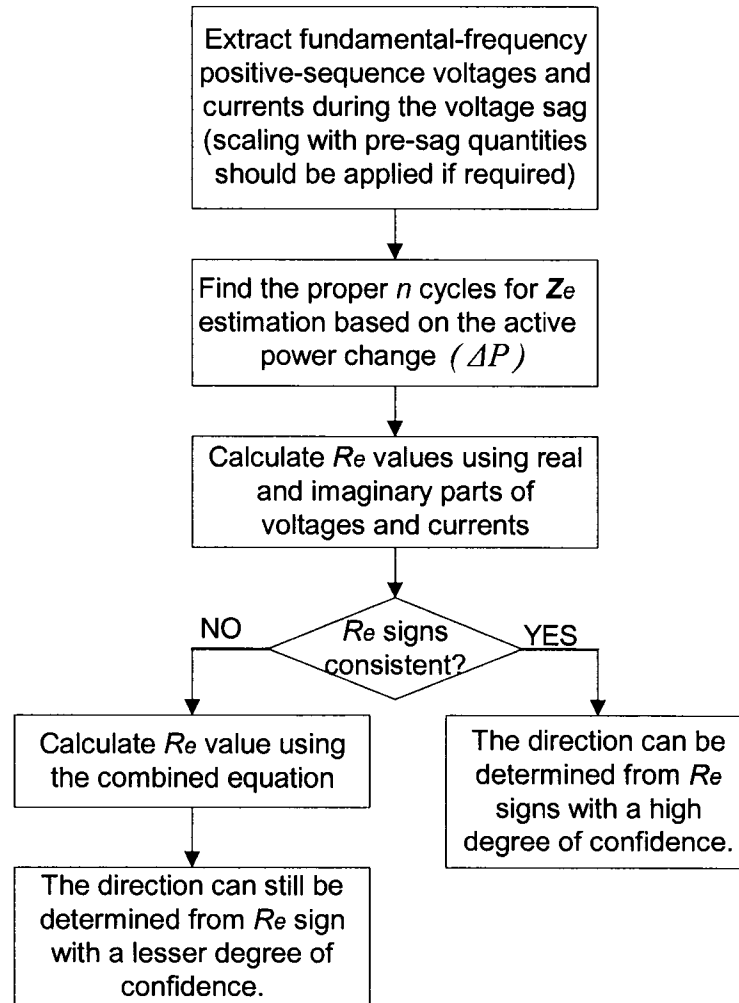 Extract fundamental-frequency
positive-sequence voltages and
currents during the voltage sag
(scaling with pre-sag quantities
should be applied if required)
Find the proper n cycles for Ze
estimation based on the active
power change (ΔP)
Calculate Re values using real
and imaginary parts of
voltages and currents
Re signs
consistent?
NO
YES
Calculate Re value using
the combined equation
The direction can still be
determined from Re sign
with a lesser degree of
confidence.
The direction can be
determined from Re
signs with a high
degree of confidence.